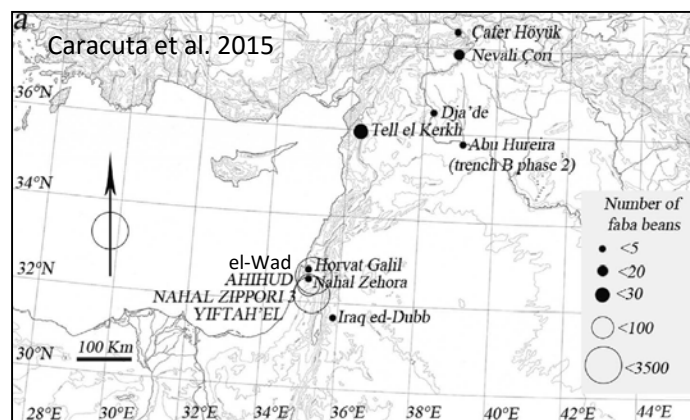 a
Caracuta et al. 2015
Çafer Höyük
Nevali Çori
36°N
Dja'de
Tell el Kerkh
Abu Hureira
(trench B phase 2)
34°N
Number of
faba beans
<5
<20
<30
<100
<3500
el-Wad
Horvat Galil
32°N
AHIHUD
Nahal Zehora
NAHAL ZIPPORI 3
YIFTAH'EL
Iraq ed-Dubb
100 Km
30°N
28°E
30°E
32°E
34°E
36°E
38°E
40°E
42°E
44°E